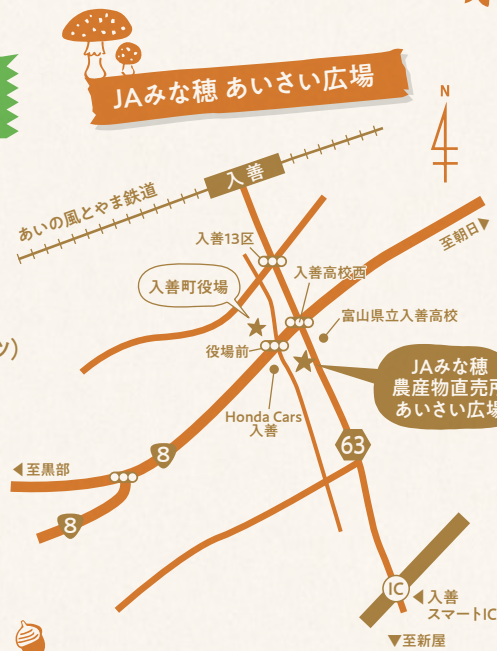 JAみな穂 あいさい広場
N
入善
あいの風とやま鉄道
至朝日▶
入善13区
入善高校西
入善町役場
富山県立入善高校
役場前
ツ)
JAみな穂
農産物直売所
あいさい広場
Honda Cars
入善
63
8
◀至黒部
8
IC
◀入善
スマートIC
▼至新屋